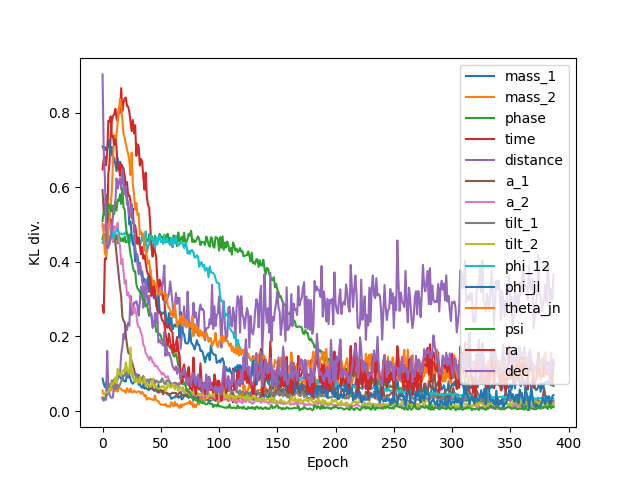 KL div.
0.8
0.6
0.4
0.2
0.0
0
50
100
150
200
250
300
350
400
Epoch
mass_1
mass_2
phase
time
distance
a_1
a_2
tilt_1
tilt_2
phi_12
phi_jl
theta_jn
psi
ra
dec